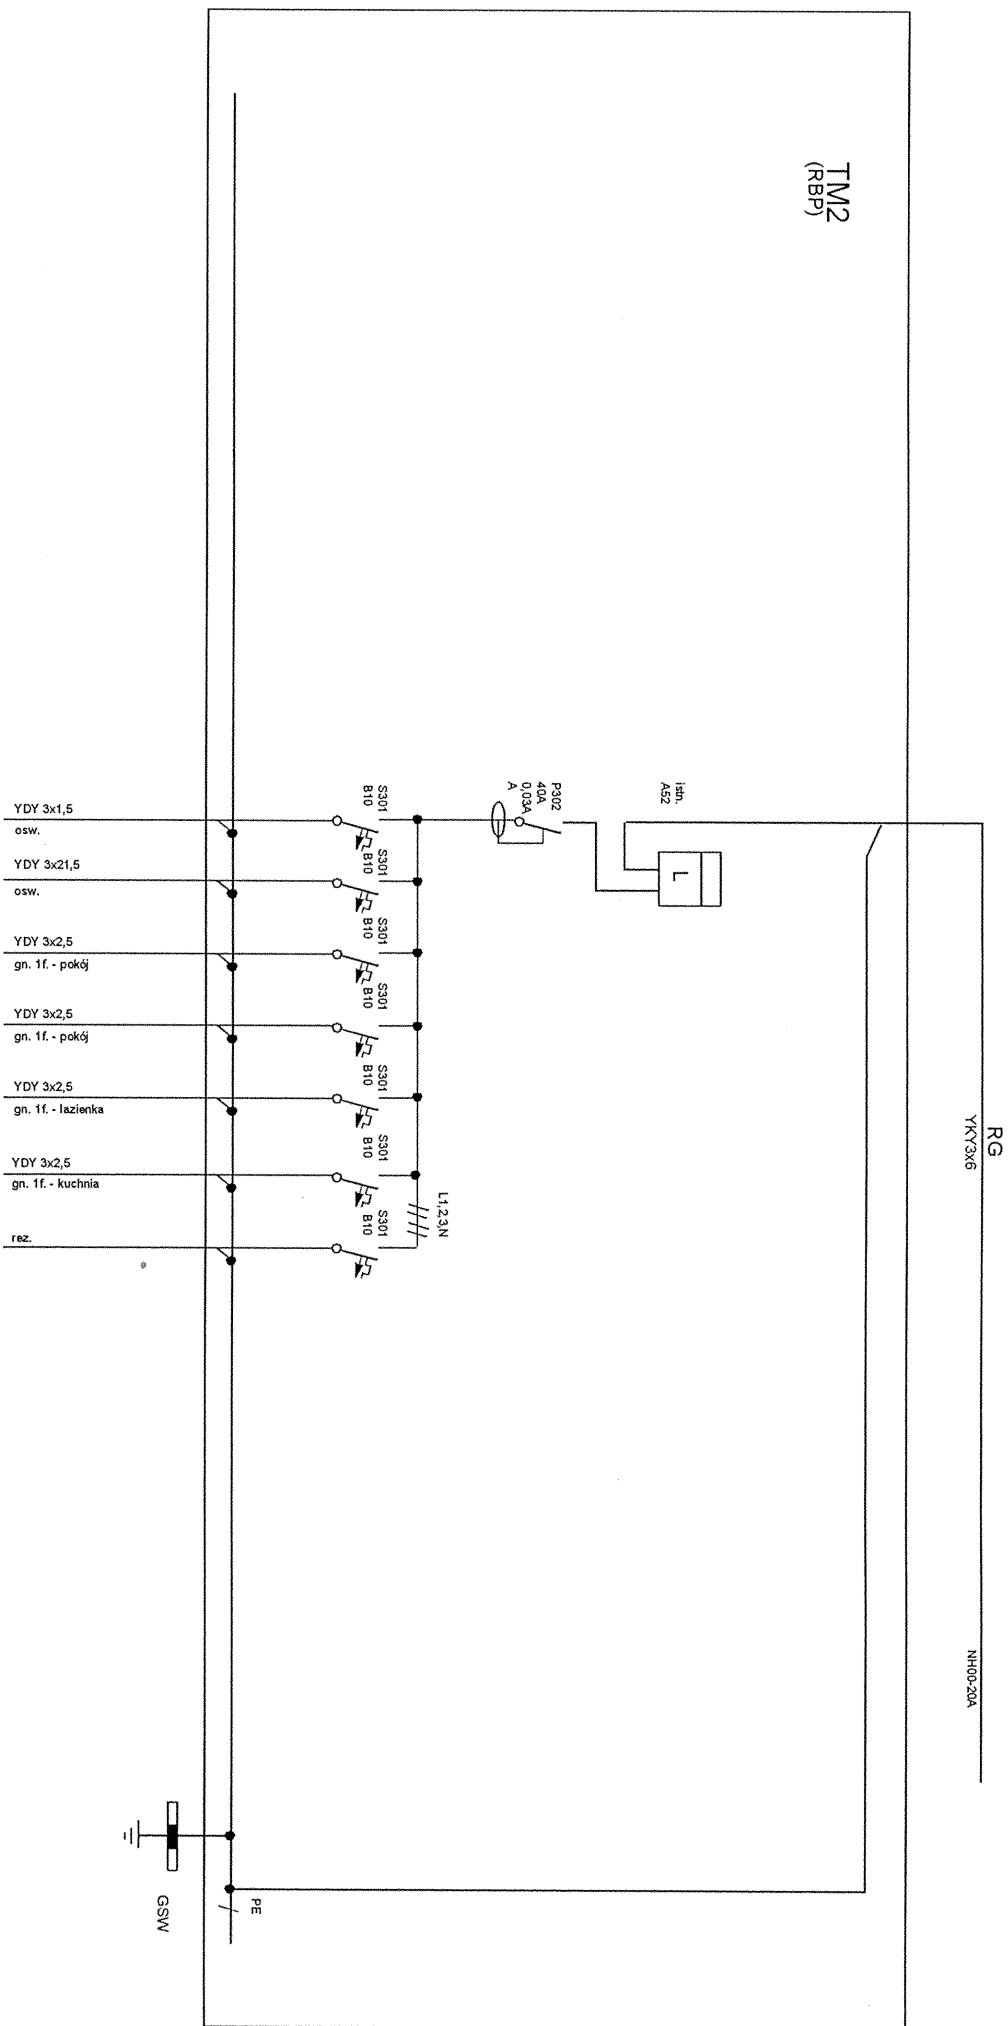 TM2
(RBP)
RG
YKY3x6
NH00-20A
istn.
A52
L
P302
40A
0,03A
A
S301
B10
S301
B10
S301
B10
S301
B10
S301
B10
S301
B10
S301
B10
L1,2,3,N
YDY 3x1,5
osw.
YDY 3x21,5
osw.
YDY 3x2,5
gn. 1f. - pokój
YDY 3x2,5
gn. 1f. - pokój
YDY 3x2,5
gn. 1f. - lazienka
YDY 3x2,5
gn. 1f. - kuchnia
rez.
PE
GSW